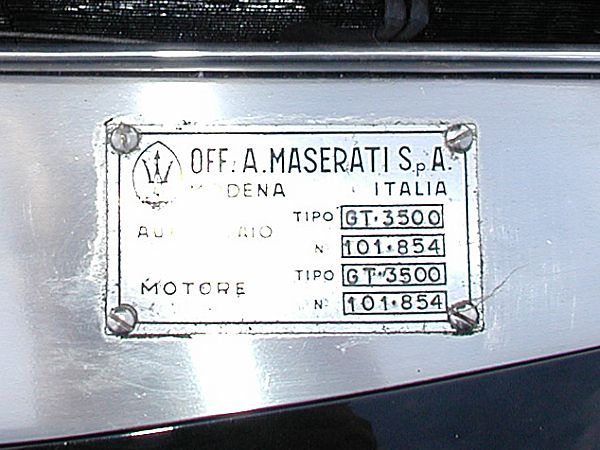 OFF. A. MASERATI S.p.A.
MODENA ITALIA
TIPO GT·3500
N 101·854
MOTORE TIPO GT·3500
N 101·854